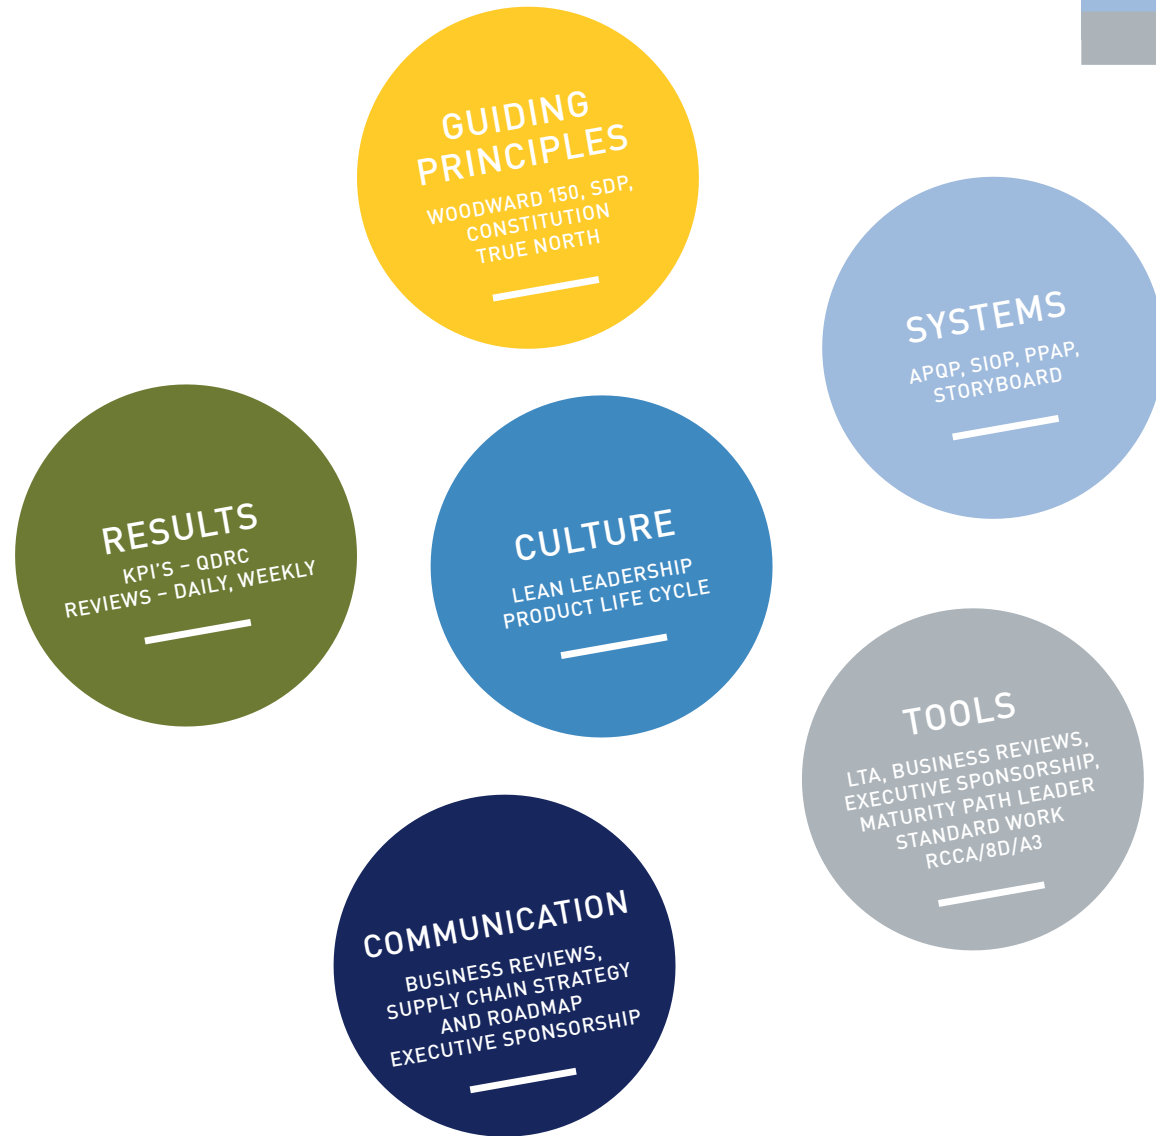 GUIDING
PRINCIPLES
WOODWARD 150, SDP,
CONSTITUTION
TRUE NORTH
SYSTEMS
APQP, SIOP, PPAP,
STORYBOARD
RESULTS
KPI'S – QDRC
REVIEWS – DAILY, WEEKLY
CULTURE
LEAN LEADERSHIP
PRODUCT LIFE CYCLE
TOOLS
LTA, BUSINESS REVIEWS,
EXECUTIVE SPONSORSHIP,
MATURITY PATH LEADER
STANDARD WORK
RCCA/8D/A3
COMMUNICATION
BUSINESS REVIEWS,
SUPPLY CHAIN STRATEGY
AND ROADMAP
EXECUTIVE SPONSORSHIP